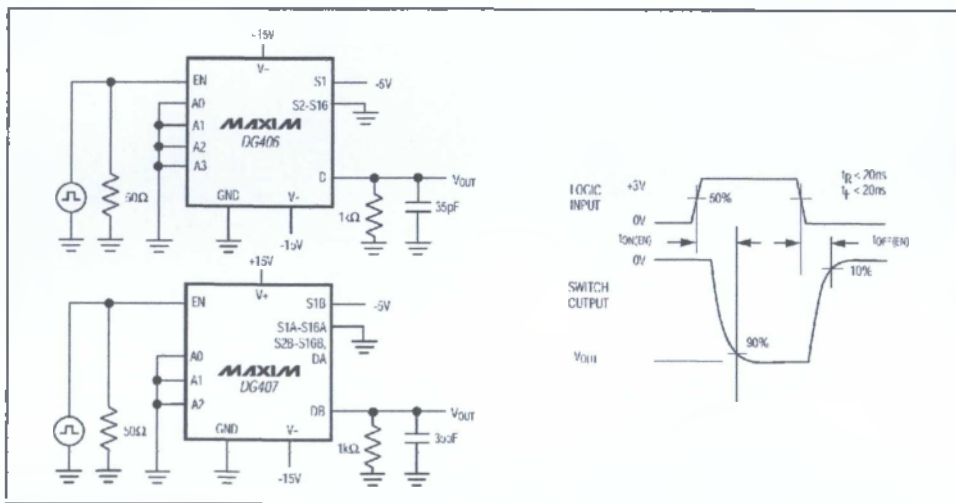 -15V
V-
EN
A0
A1
A2
A3
MAXIM
DG406
S1
-5V
S2-S16
D
VOUT
GND
V-
50Ω
1kΩ
35pF
-15V
+15V
V+
EN
A0
A1
A2
MAXIM
DG407
S1B
-5V
S1A-S16A
S2B-S16B,
DA
DB
VOUT
GND
V-
50Ω
1kΩ
35pF
-15V
LOGIC
INPUT
+3V
0V
50%
tR < 20ns
tF < 20ns
tON(EN)
tOFF(EN)
0V
SWITCH
OUTPUT
VOUT
90%
10%